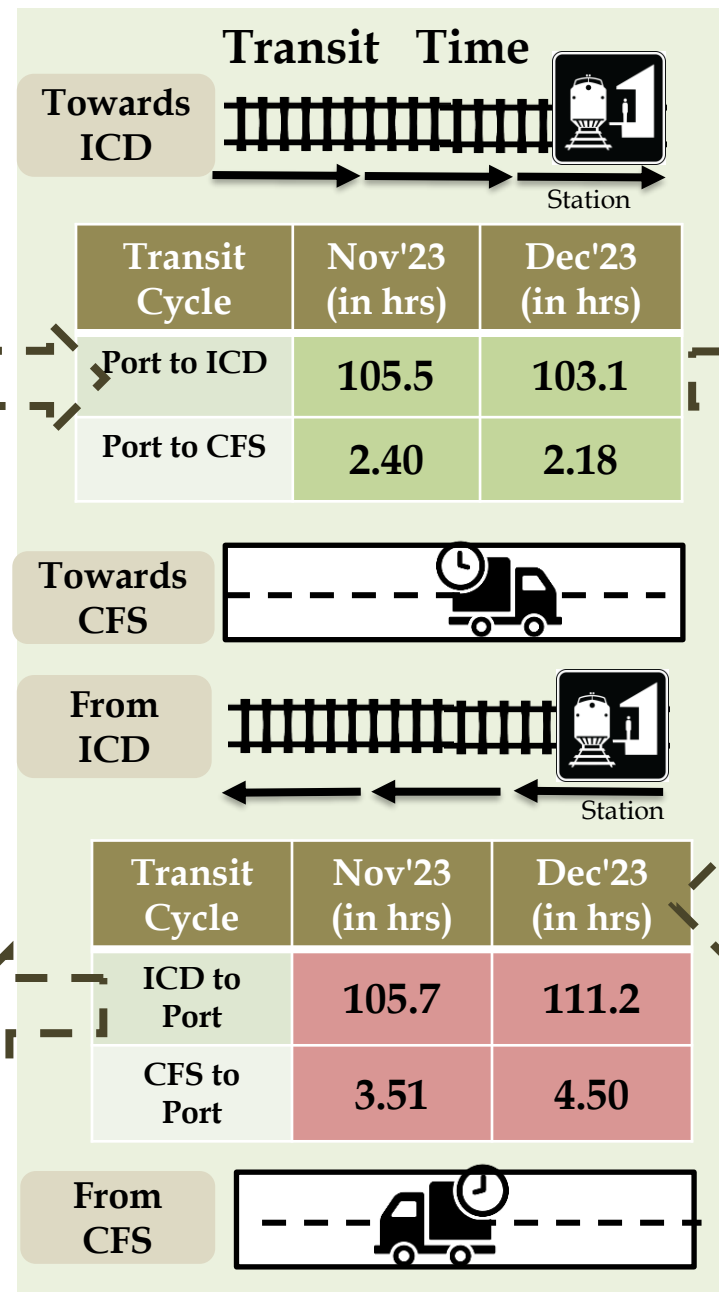 Transit Time
Towards
ICD
Station
Transit
Cycle
Nov'23
(in hrs)
Dec'23
(in hrs)
Port to ICD
105.5
103.1
Port to CFS
2.40
2.18
Towards
CFS
From
ICD
Station
Transit
Cycle
Nov'23
(in hrs)
Dec'23
(in hrs)
ICD to
Port
105.7
111.2
CFS to
Port
3.51
4.50
From
CFS